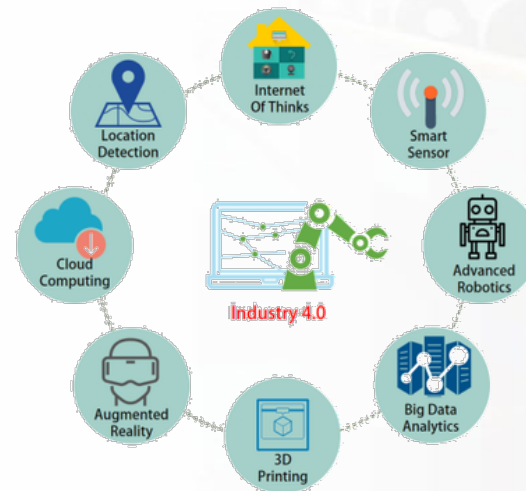 Internet
Of Thinks
Smart
Sensor
Advanced
Robotics
Big Data
Analytics
3D
Printing
Augmented
Reality
Cloud
Computing
Location
Detection
Industry 4.0